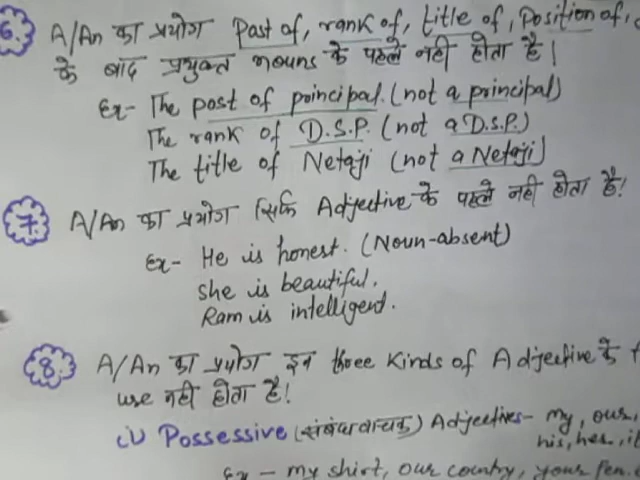 6. A/An का प्रयोग Post of, rank of, title of, Position of,
के बाद प्रयुक्त nouns के पहले नही होता है।
Ex- The post of principal. (not a principal)
The rank of D.S.P. (not a D.S.P.)
The title of Netaji (not a Netaji)
7. A/An का प्रयोग सिर्फ Adjective के पहले नही होता है!
Ex- He is honest. (Noun-absent)
She is beautiful.
Ram is intelligent.
8. A/An का प्रयोग इन three kinds of Adjective के
use नही होता है!
(i) Possessive (संबंधवाचक) Adjectives- my, our,
his, her, it
Ex - my shirt, our country, your pen.